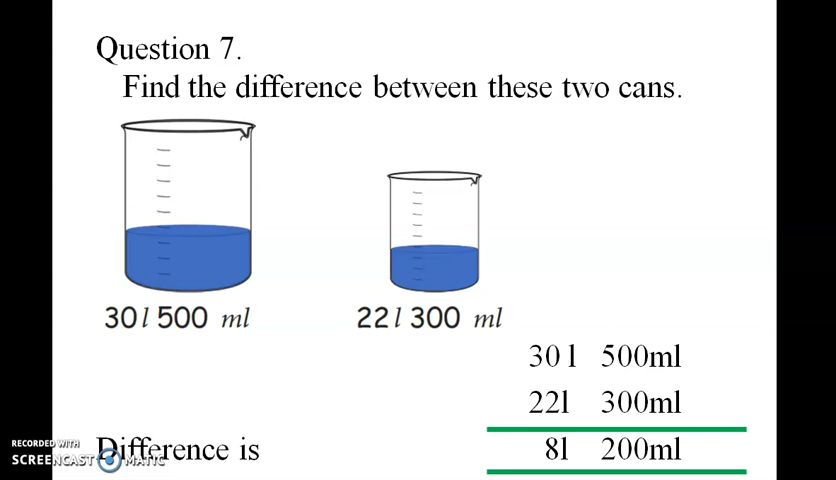 Question 7.
Find the difference between these two cans.
30l 500 ml
22l 300 ml
30 l 500ml
22l 300ml
Difference is
8l 200ml
RECORDED WITH
SCREENCAST MATIC